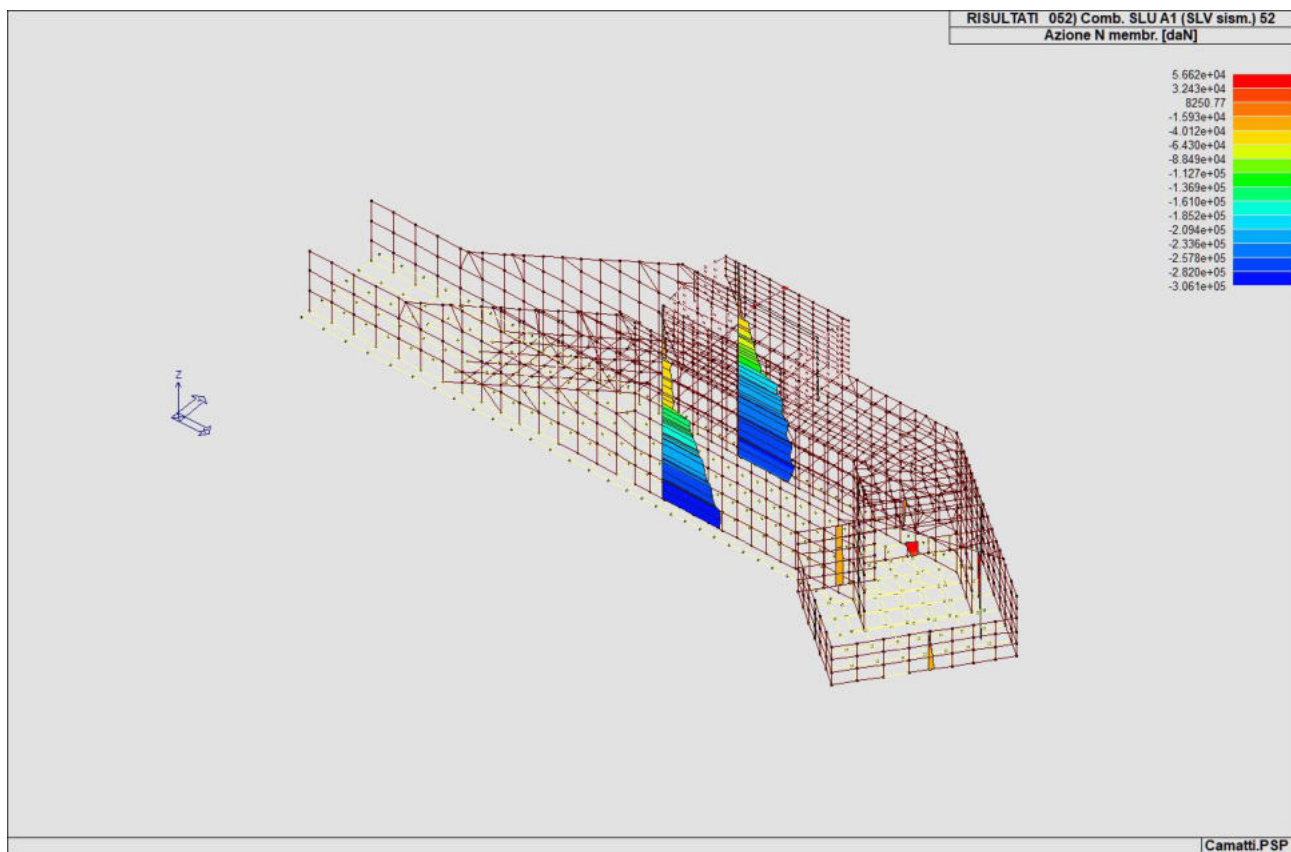 RISULTATI 052) Comb. SLU A1 (SLV sism.) 52
Azione N membr. [daN]
5.662e+04
3.243e+04
8250.77
-1.593e+04
-4.012e+04
-6.430e+04
-8.849e+04
-1.127e+05
-1.369e+05
-1.610e+05
-1.852e+05
-2.094e+05
-2.336e+05
-2.578e+05
-2.820e+05
-3.061e+05
Z
Camatti.PSP